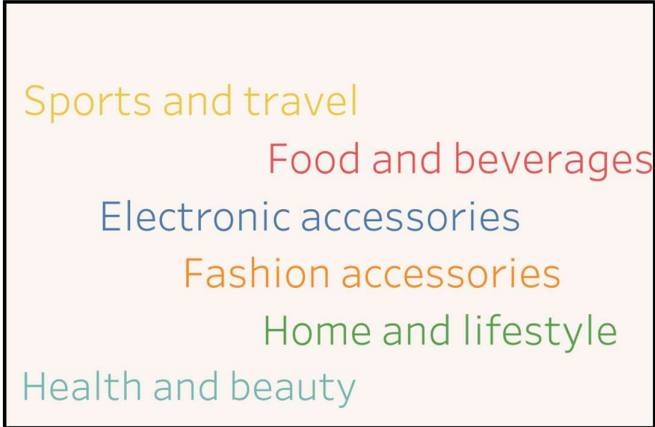 Sports and travel
Food and beverages
Electronic accessories
Fashion accessories
Home and lifestyle
Health and beauty